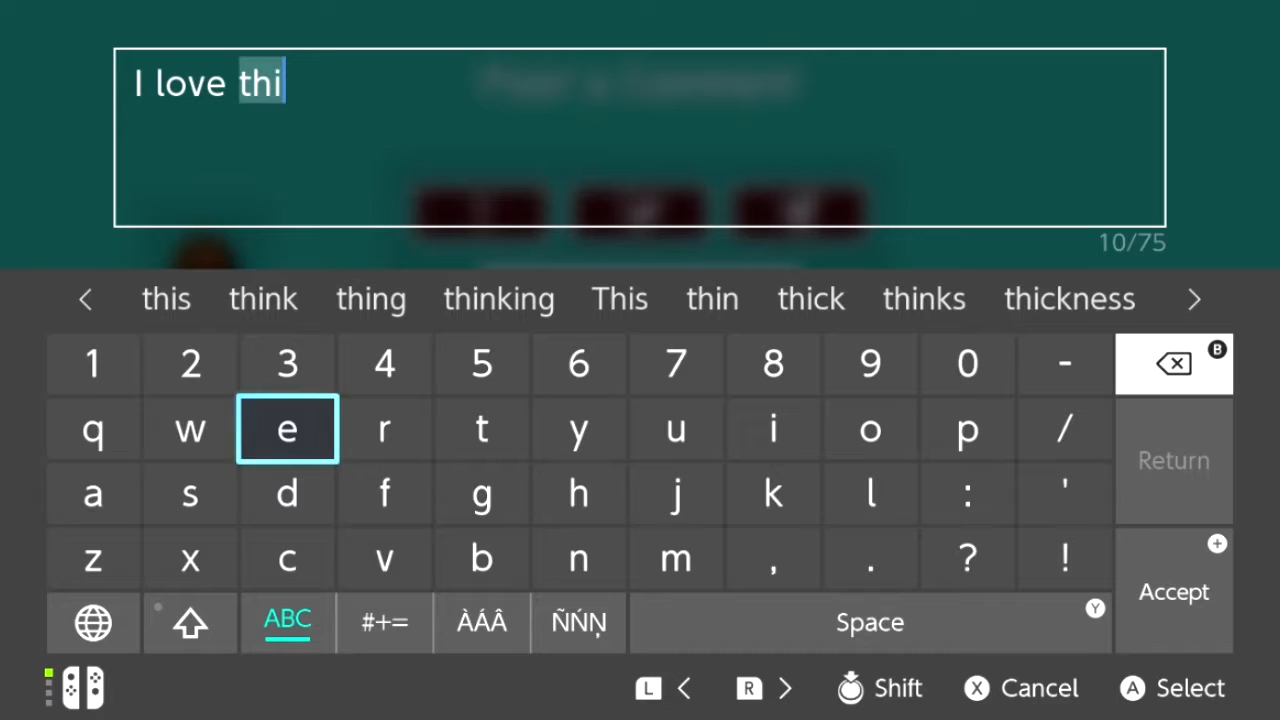 I love thi
10/75
this think thing thinking This thin thick thinks thickness
1 2 3 4 5 6 7 8 9 0 - B
q w e r t y u i o p /
Return
a s d f g h j k l : '
z x c v b n m , . ? ! +
Accept
ABC #+= ÀÁÂ ÑŃŅ Space Y
L < R > Shift X Cancel A Select